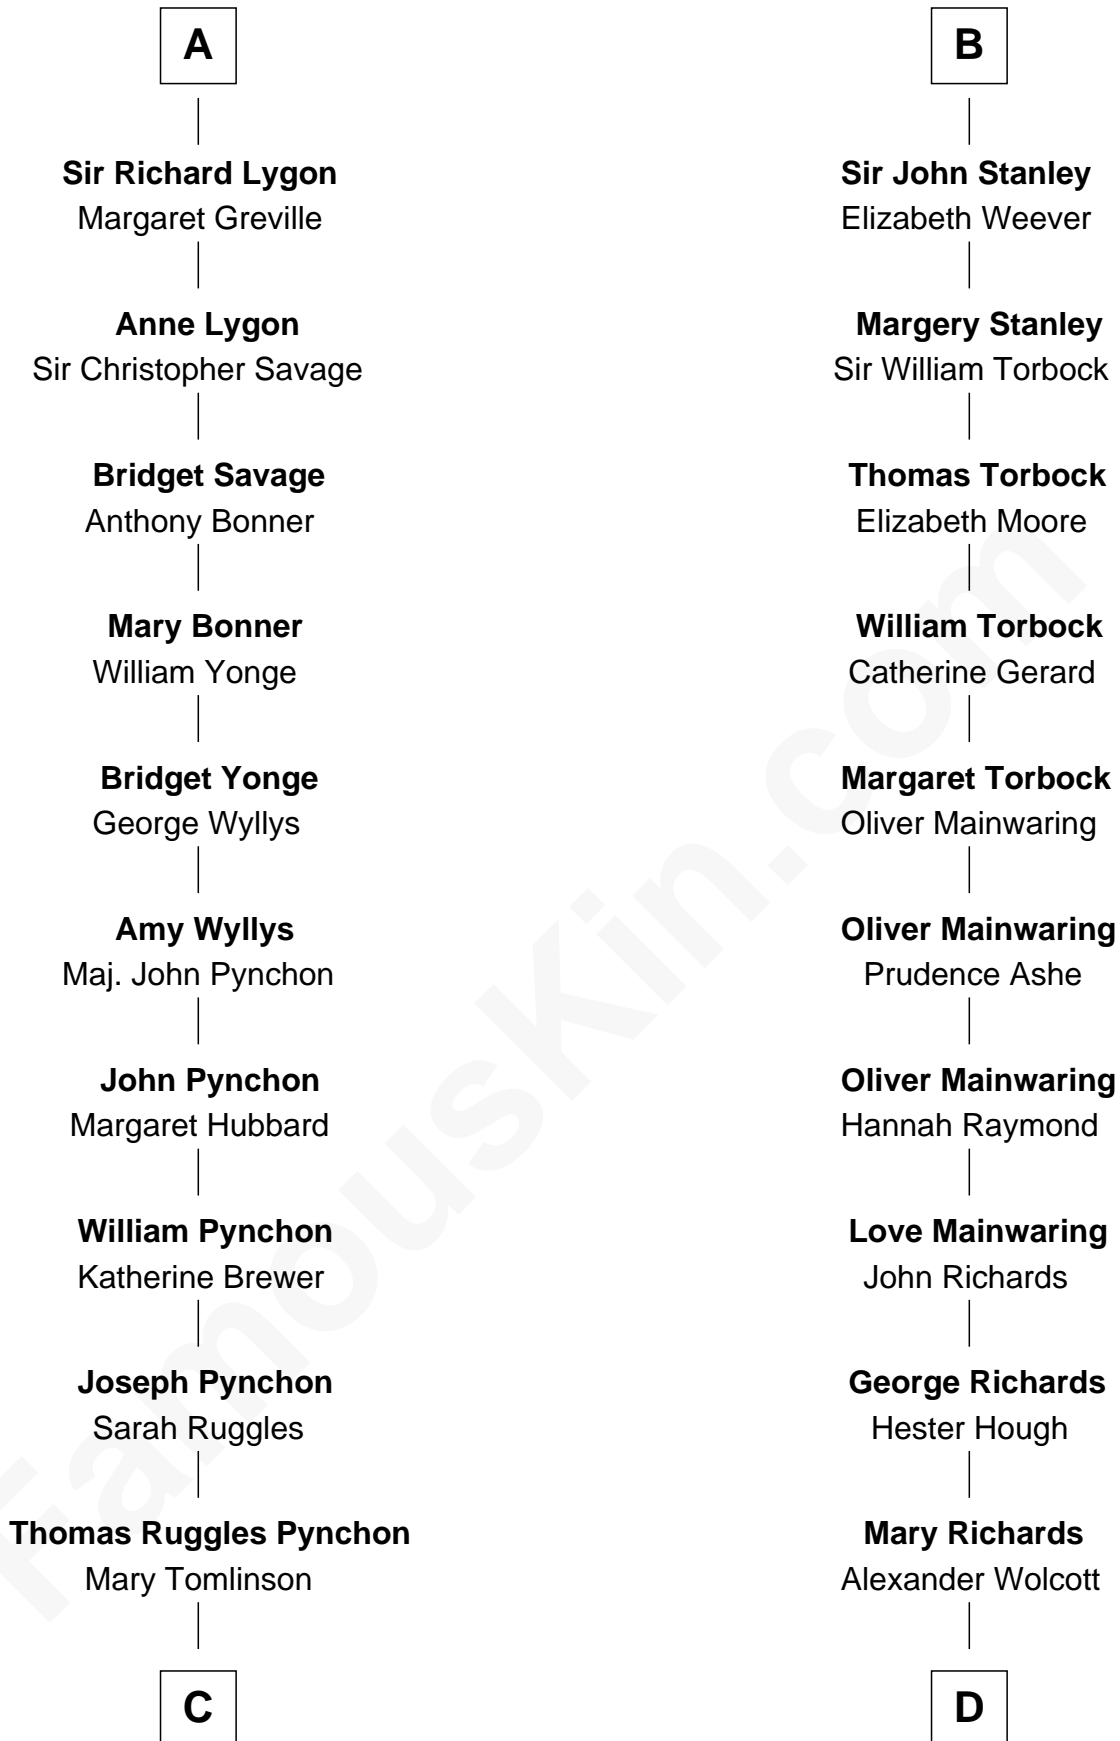 A
Sir Richard Lygon
Margaret Greville
Anne Lygon
Sir Christopher Savage
Bridget Savage
Anthony Bonner
Mary Bonner
William Yonge
Bridget Yonge
George Wyllys
Amy Wyllys
Maj. John Pynchon
John Pynchon
Margaret Hubbard
William Pynchon
Katherine Brewer
Joseph Pynchon
Sarah Ruggles
Thomas Ruggles Pynchon
Mary Tomlinson
C
B
Sir John Stanley
Elizabeth Weever
Margery Stanley
Sir William Torbock
Thomas Torbock
Elizabeth Moore
William Torbock
Catherine Gerard
Margaret Torbock
Oliver Mainwaring
Oliver Mainwaring
Prudence Ashe
Oliver Mainwaring
Hannah Raymond
Love Mainwaring
John Richards
George Richards
Hester Hough
Mary Richards
Alexander Wolcott
D
FamousKin.com